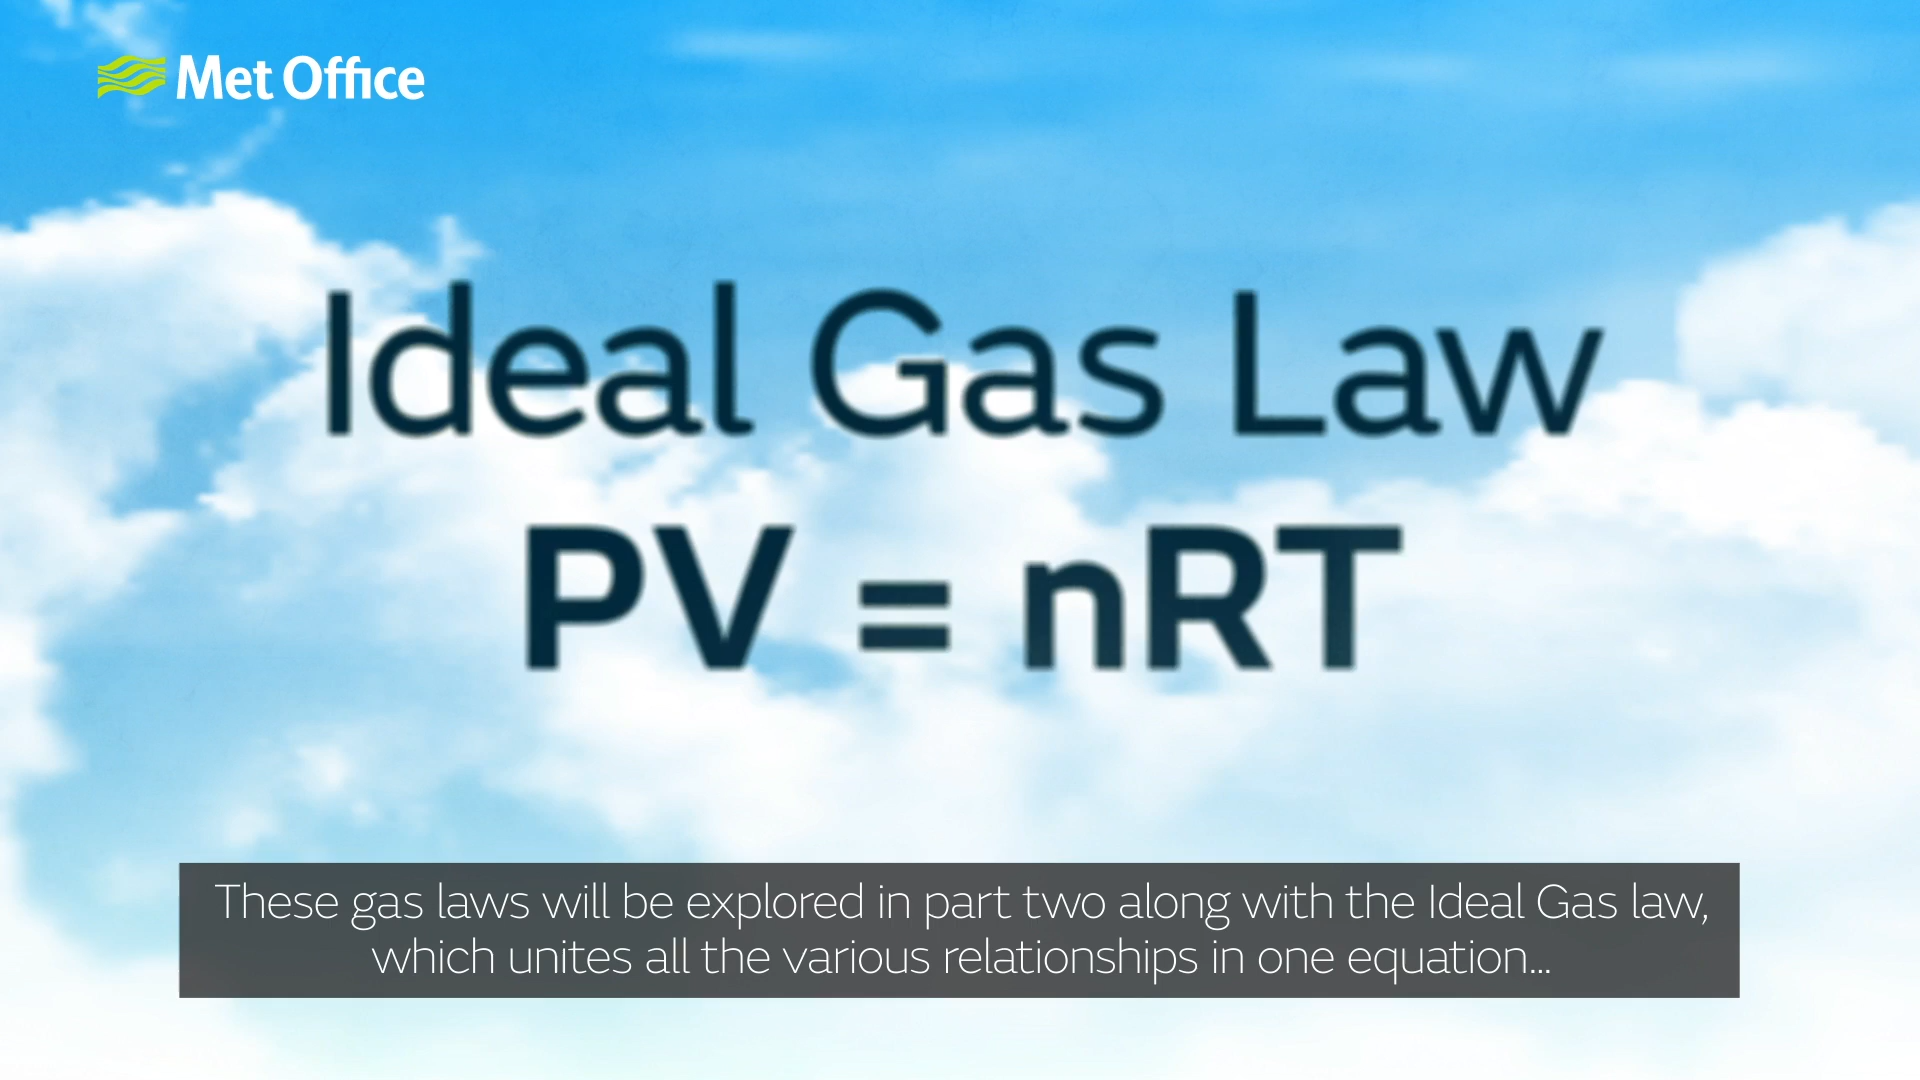 Met Office
Ideal Gas Law
PV = nRT
These gas laws will be explored in part two along with the Ideal Gas law,
which unites all the various relationships in one equation...